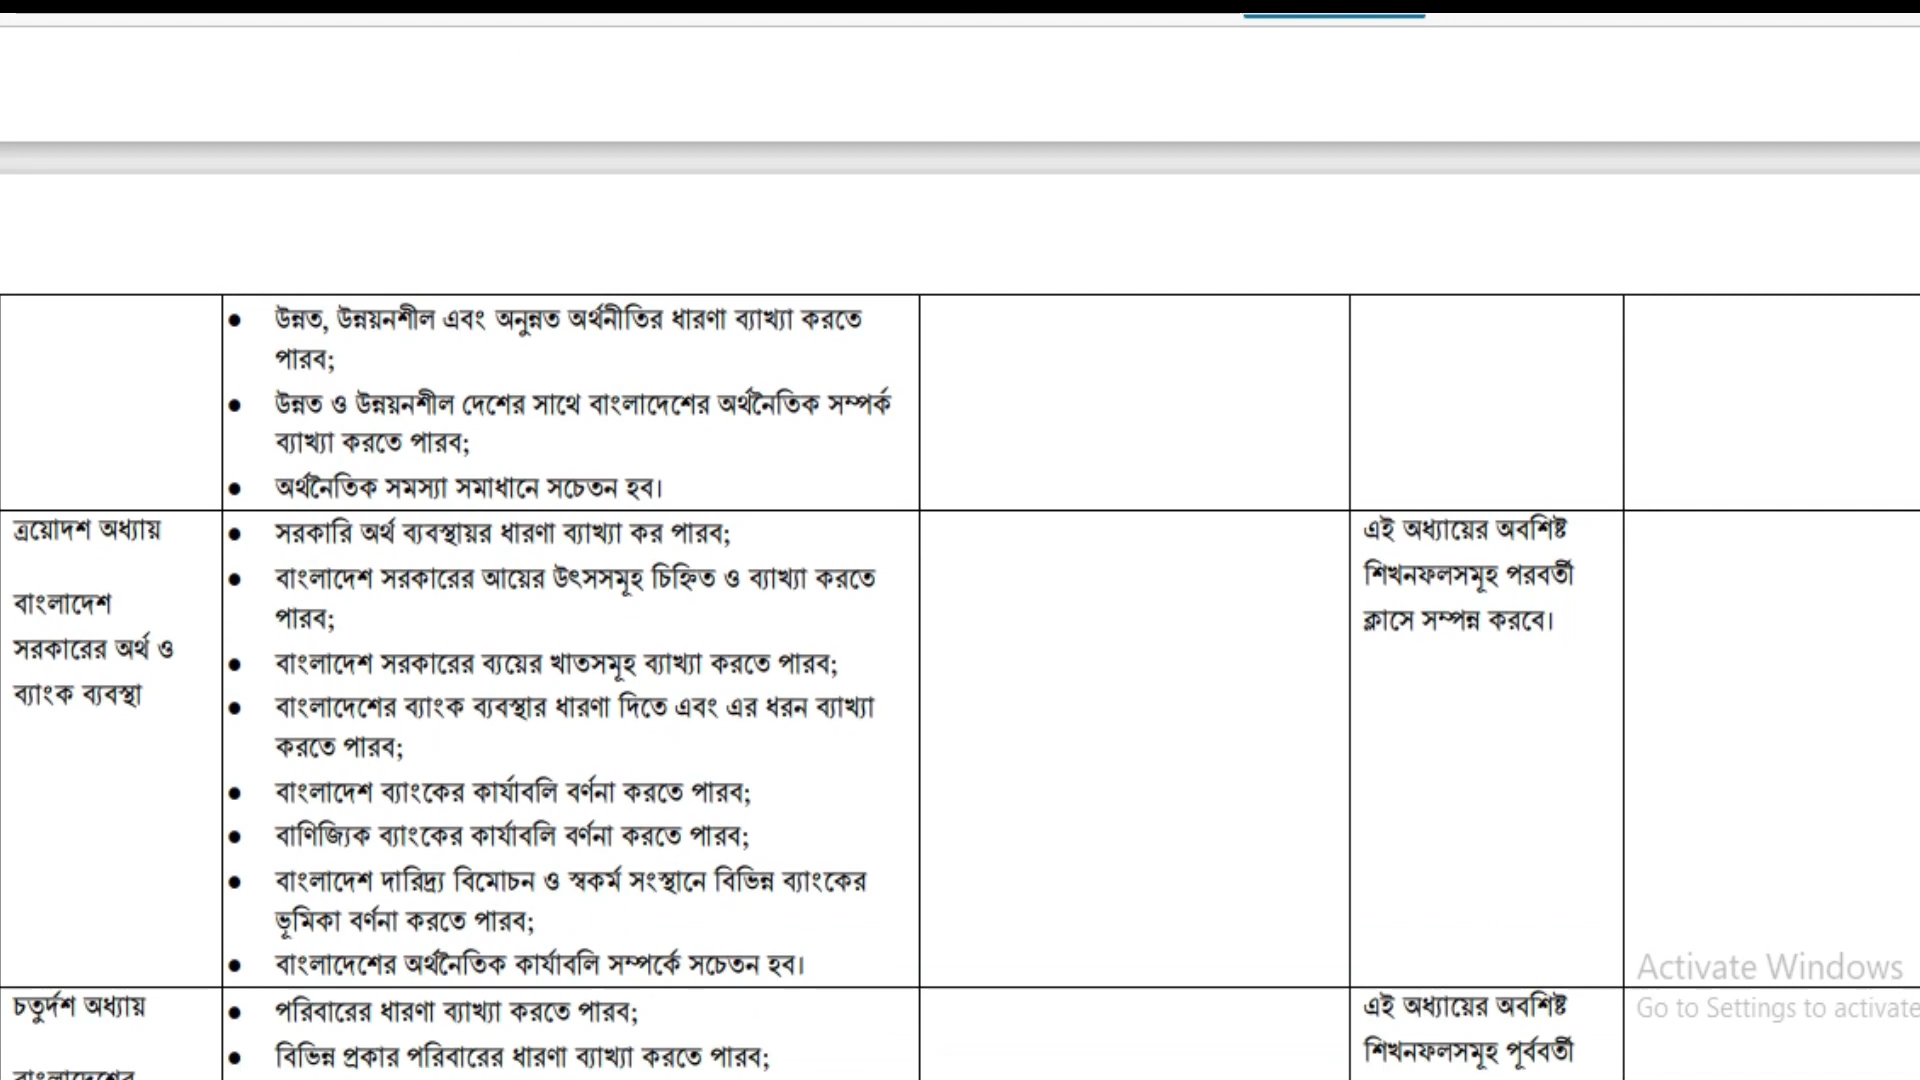 উন্নত, উন্নয়নশীল এবং অনুন্নত অর্থনীতির ধারণা ব্যাখ্যা করতে
পারব;
উন্নত ও উন্নয়নশীল দেশের সাথে বাংলাদেশের অর্থনৈতিক সম্পর্ক
ব্যাখ্যা করতে পারব;
অর্থনৈতিক সমস্যা সমাধানে সচেতন হব।
ত্রয়োদশ অধ্যায়
বাংলাদেশ
সরকারের অর্থ ও
ব্যাংক ব্যবস্থা
সরকারি অর্থ ব্যবস্থায়র ধারণা ব্যাখ্যা কর পারব;
বাংলাদেশ সরকারের আয়ের উৎসসমূহ চিহ্নিত ও ব্যাখ্যা করতে
পারব;
বাংলাদেশ সরকারের ব্যয়ের খাতসমূহ ব্যাখ্যা করতে পারব;
বাংলাদেশের ব্যাংক ব্যবস্থার ধারণা দিতে এবং এর ধরন ব্যাখ্যা
করতে পারব;
বাংলাদেশ ব্যাংকের কার্যাবলি বর্ণনা করতে পারব;
বাণিজ্যিক ব্যাংকের কার্যাবলি বর্ণনা করতে পারব;
বাংলাদেশ দারিদ্র্য বিমোচন ও স্বকর্ম সংস্থানে বিভিন্ন ব্যাংকের
ভূমিকা বর্ণনা করতে পারব;
বাংলাদেশের অর্থনৈতিক কার্যাবলি সম্পর্কে সচেতন হব।
এই অধ্যায়ের অবশিষ্ট
শিখনফলসমূহ পরবর্তী
ক্লাসে সম্পন্ন করবে।
চতুর্দশ অধ্যায়
বাংলাদেশের
পরিবারের ধারণা ব্যাখ্যা করতে পারব;
বিভিন্ন প্রকার পরিবারের ধারণা ব্যাখ্যা করতে পারব;
এই অধ্যায়ের অবশিষ্ট
শিখনফলসমূহ পূর্ববর্তী
Activate Windows
Go to Settings to activate